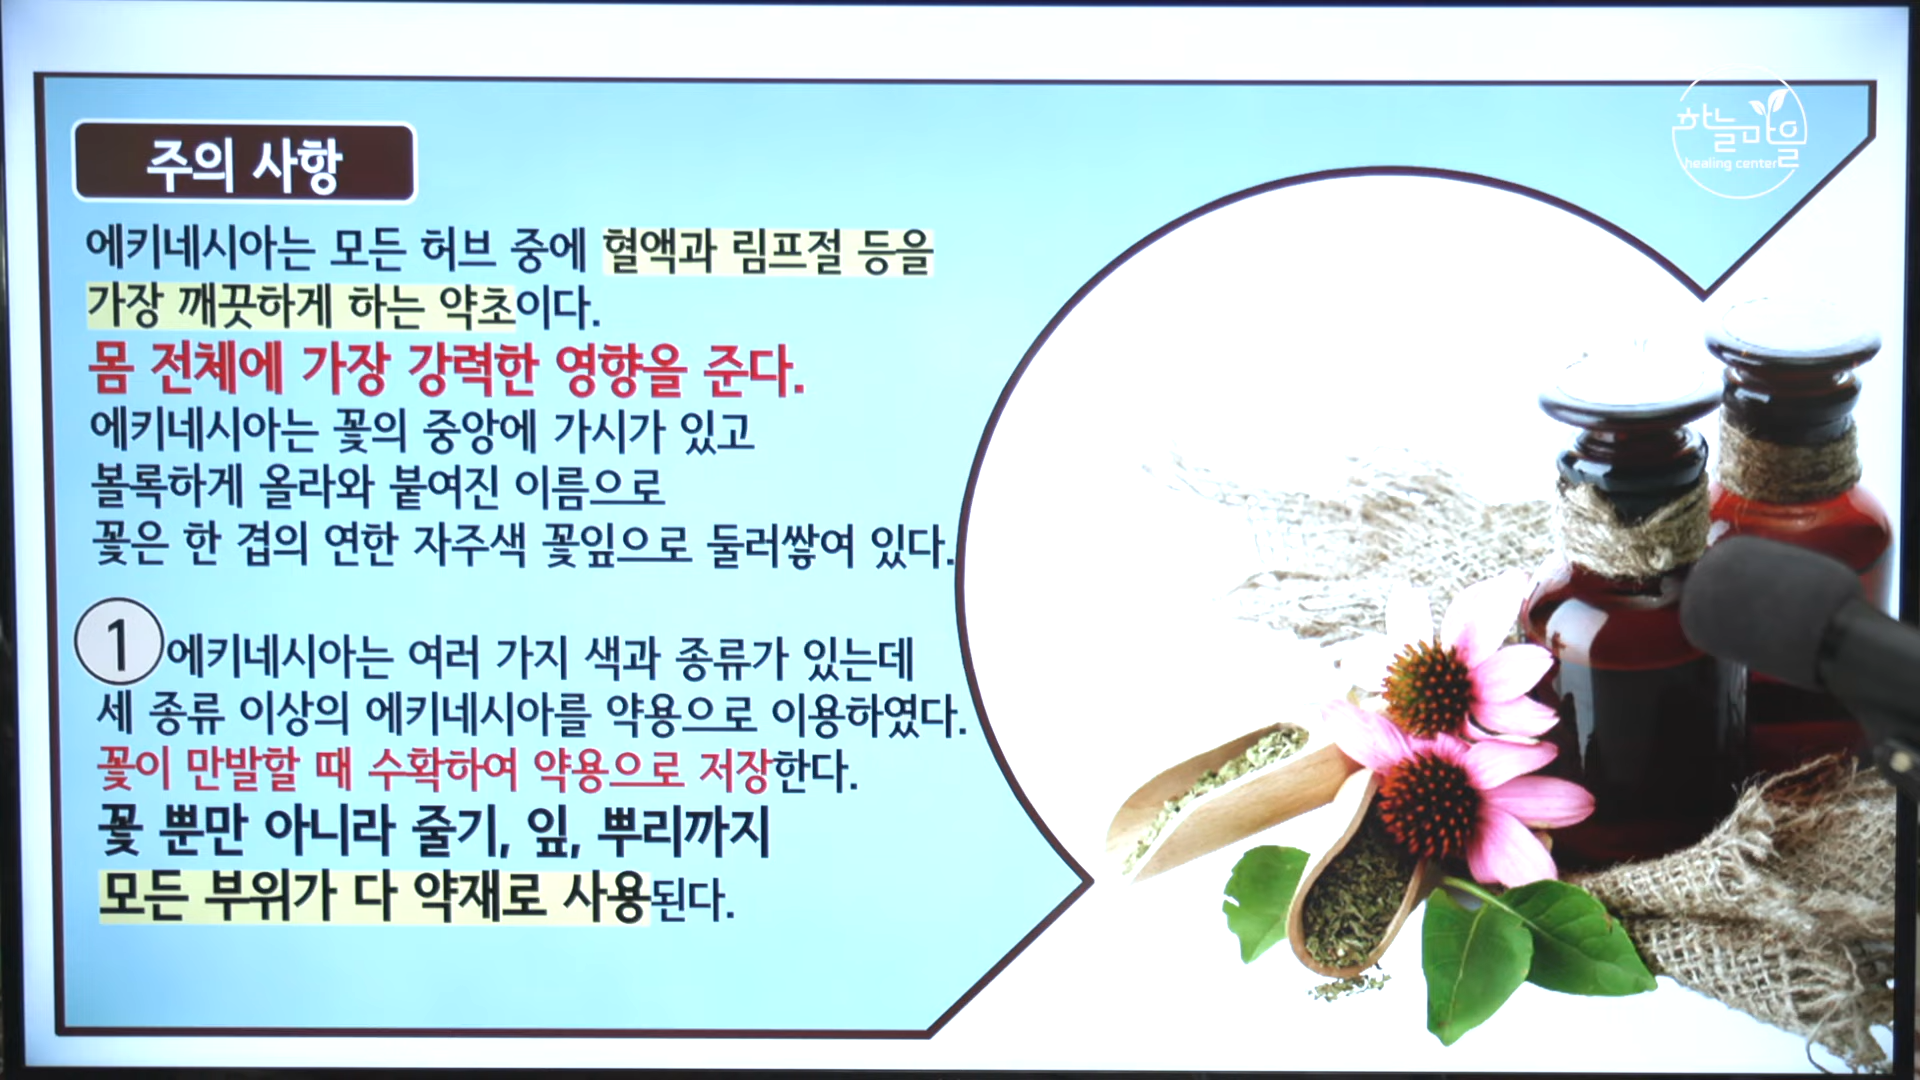 하늘마을
healing center
주의 사항
에키네시아는 모든 허브 중에 혈액과 림프절 등을
가장 깨끗하게 하는 약초이다.
몸 전체에 가장 강력한 영향을 준다.
에키네시아는 꽃의 중앙에 가시가 있고
볼록하게 올라와 붙여진 이름으로
꽃은 한 겹의 연한 자주색 꽃잎으로 둘러쌓여 있다.
1 에키네시아는 여러 가지 색과 종류가 있는데
세 종류 이상의 에키네시아를 약용으로 이용하였다.
꽃이 만발할 때 수확하여 약용으로 저장한다.
꽃 뿐만 아니라 줄기, 잎, 뿌리까지
모든 부위가 다 약재로 사용된다.